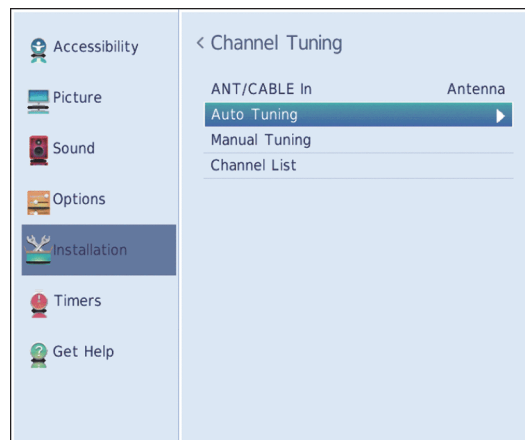 Accessibility
Picture
Sound
Options
Installation
Timers
Get Help
< Channel Tuning
ANT/CABLE In Antenna
Auto Tuning
Manual Tuning
Channel List